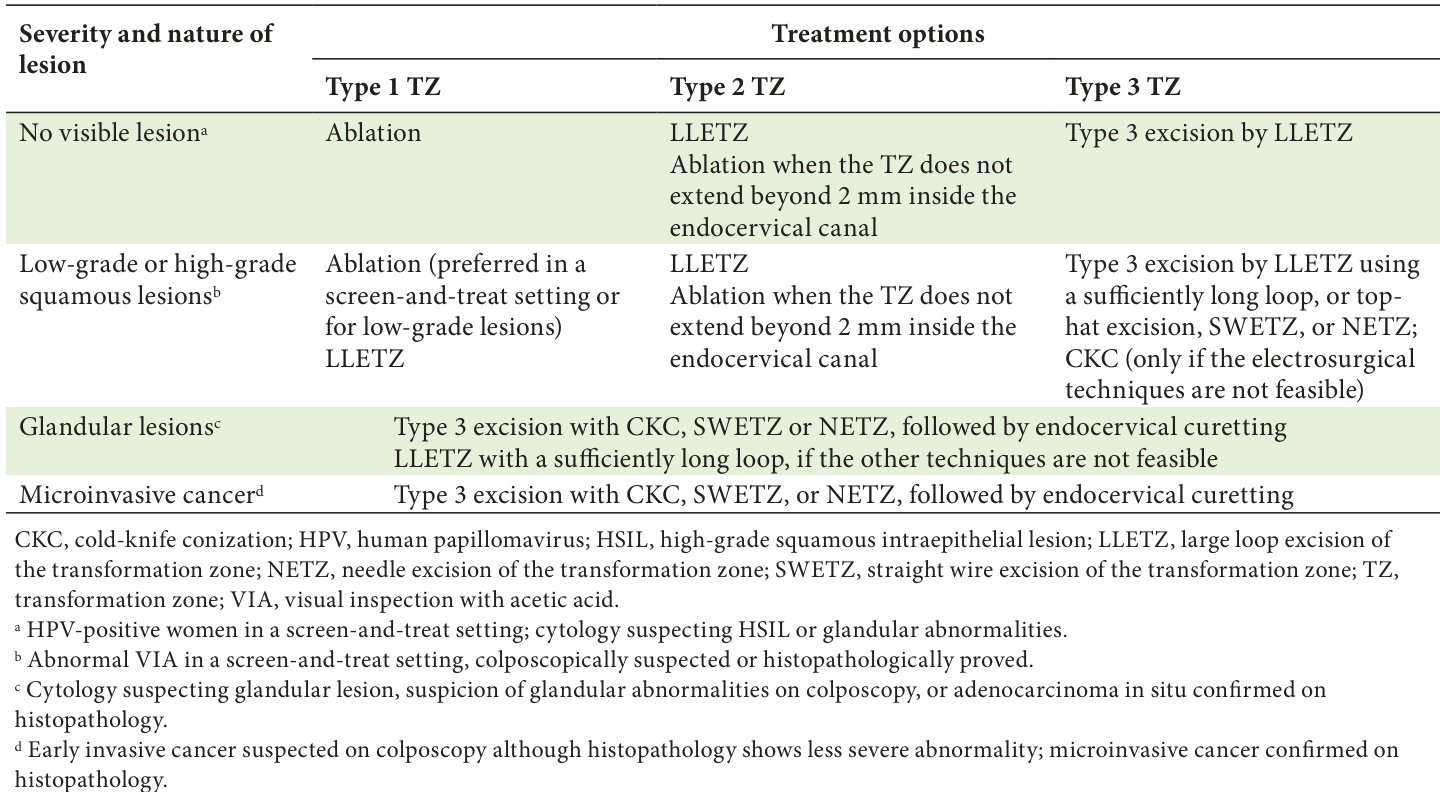 Severity and nature of lesion
Treatment options
Type 1 TZ
Type 2 TZ
Type 3 TZ
No visible lesionᵃ
Ablation
LLETZ
Ablation when the TZ does not
extend beyond 2 mm inside the
endocervical canal
Type 3 excision by LLETZ
Low-grade or high-grade
squamous lesionsᵇ
Ablation (preferred in a
screen-and-treat setting or
for low-grade lesions)
LLETZ
LLETZ
Ablation when the TZ does not
extend beyond 2 mm inside the
endocervical canal
Type 3 excision by LLETZ using
a sufficiently long loop, or top-
hat excision, SWETZ, or NETZ;
CKC (only if the electrosurgical
techniques are not feasible)
Glandular lesionsᶜ
Type 3 excision with CKC, SWETZ or NETZ, followed by endocervical curetting
LLETZ with a sufficiently long loop, if the other techniques are not feasible
Microinvasive cancerᵈ
Type 3 excision with CKC, SWETZ, or NETZ, followed by endocervical curetting
CKC, cold-knife conization; HPV, human papillomavirus; HSIL, high-grade squamous intraepithelial lesion; LLETZ, large loop excision of
the transformation zone; NETZ, needle excision of the transformation zone; SWETZ, straight wire excision of the transformation zone; TZ,
transformation zone; VIA, visual inspection with acetic acid.
ᵃ HPV-positive women in a screen-and-treat setting; cytology suspecting HSIL or glandular abnormalities.
ᵇ Abnormal VIA in a screen-and-treat setting, colposcopically suspected or histopathologically proved.
ᶜ Cytology suspecting glandular lesion, suspicion of glandular abnormalities on colposcopy, or adenocarcinoma in situ confirmed on
histopathology.
ᵈ Early invasive cancer suspected on colposcopy although histopathology shows less severe abnormality; microinvasive cancer confirmed on
histopathology.